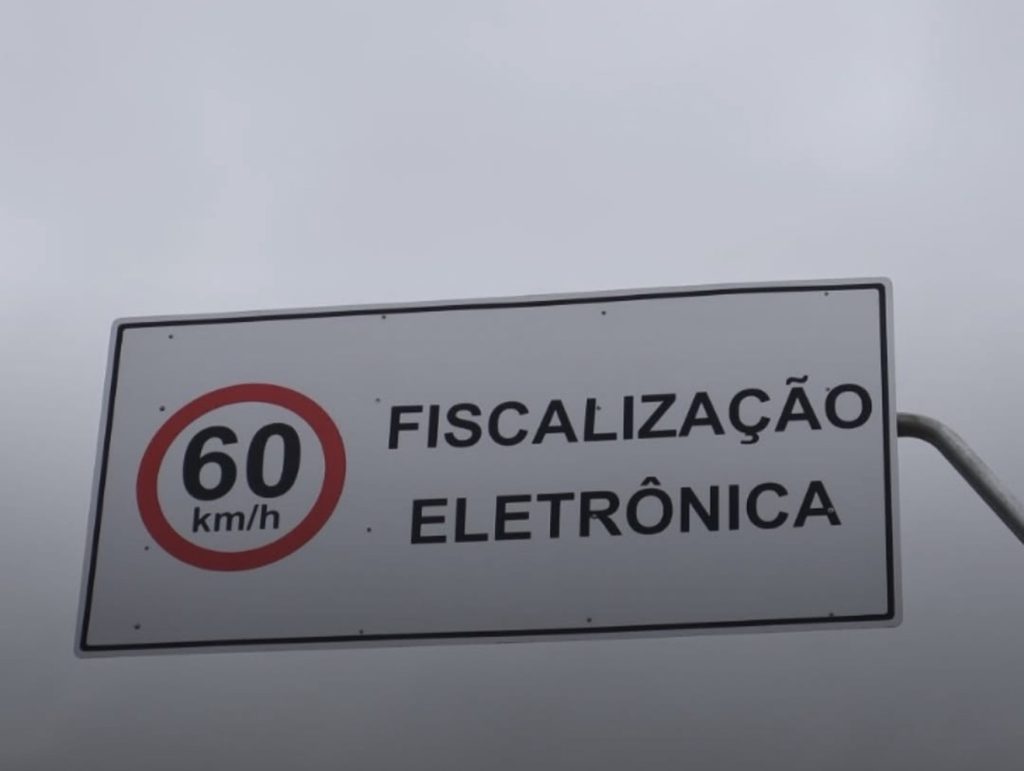 60
km/h
FISCALIZAÇÃO
ELETRÔNICA